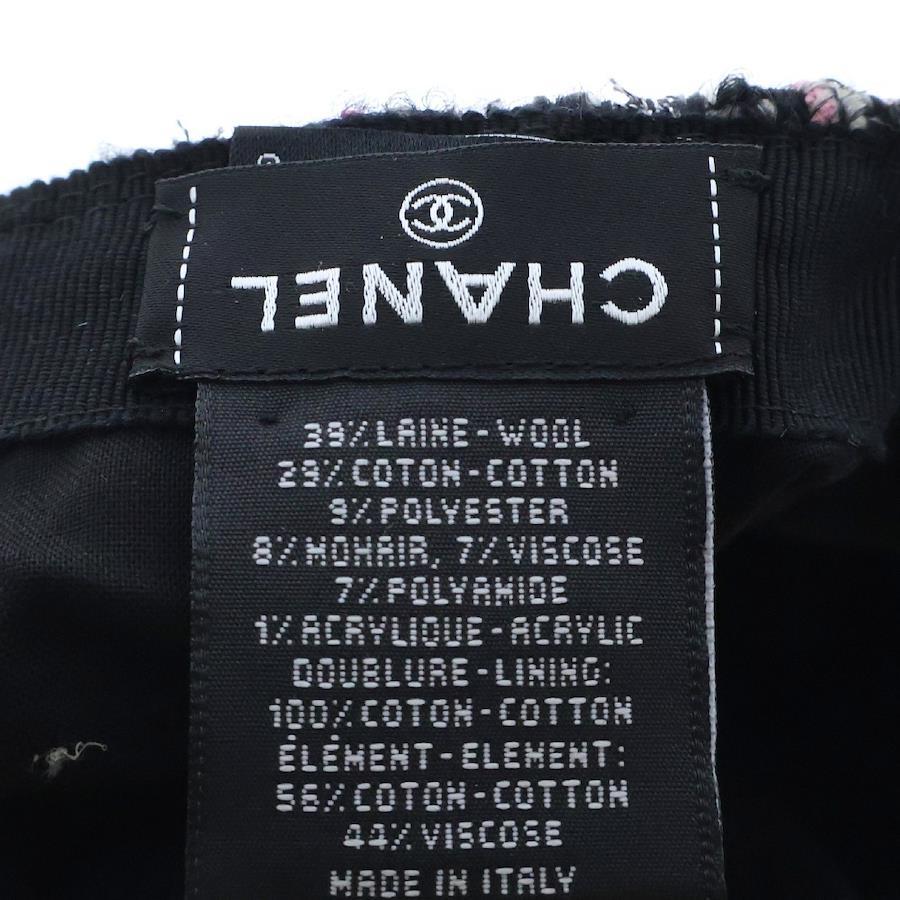 CHANEL
39% LAINE-WOOL
29% COTON-COTTON
9% POLYESTER
8% MOHAIR, 7% VISCOSE
7% POLYAMIDE
1% ACRYLIQUE-ACRYLIC
DOUBLURE-LINING:
100% COTON-COTTON
ÉLÉMENT-ELEMENT:
56% COTON-COTTON
44% VISCOSE
MADE IN ITALY